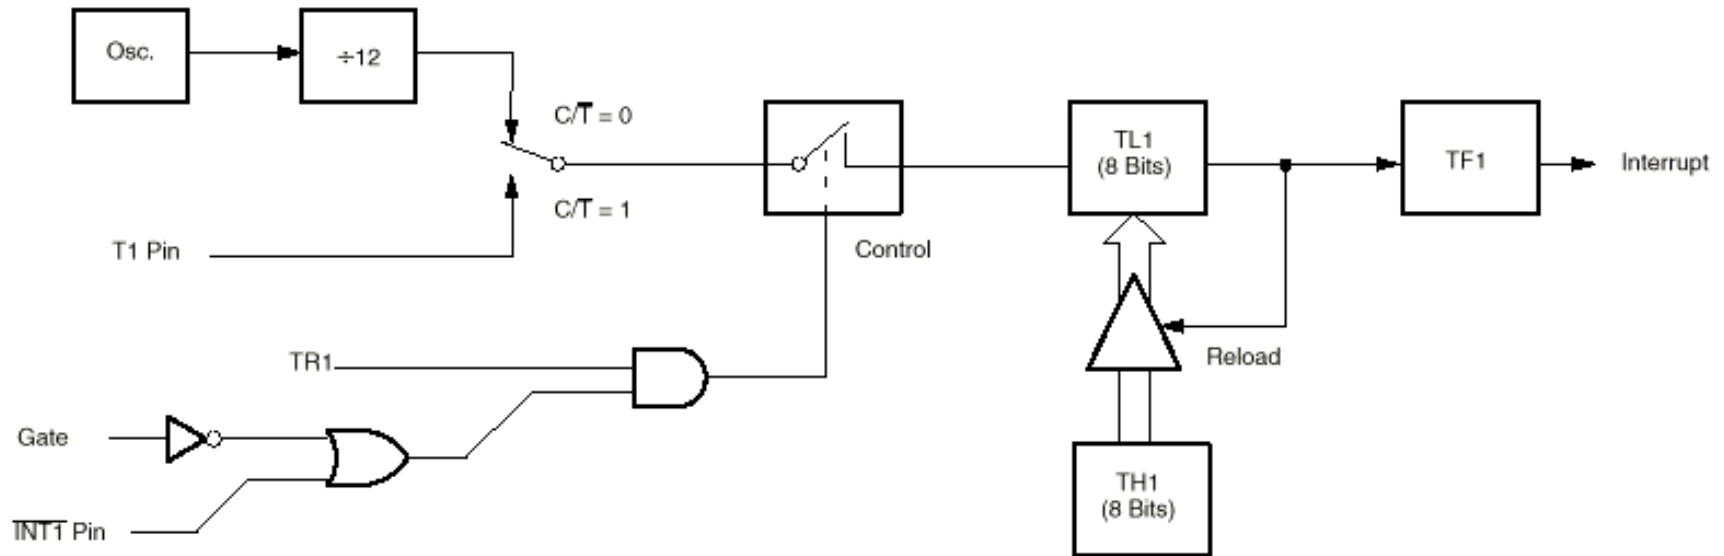 Osc.
÷12
C/T̅ = 0
TL1
(8 Bits)
TF1
Interrupt
C/T̅ = 1
T1 Pin
Control
TR1
Reload
Gate
TH1
(8 Bits)
I̅N̅T̅1̅ Pin